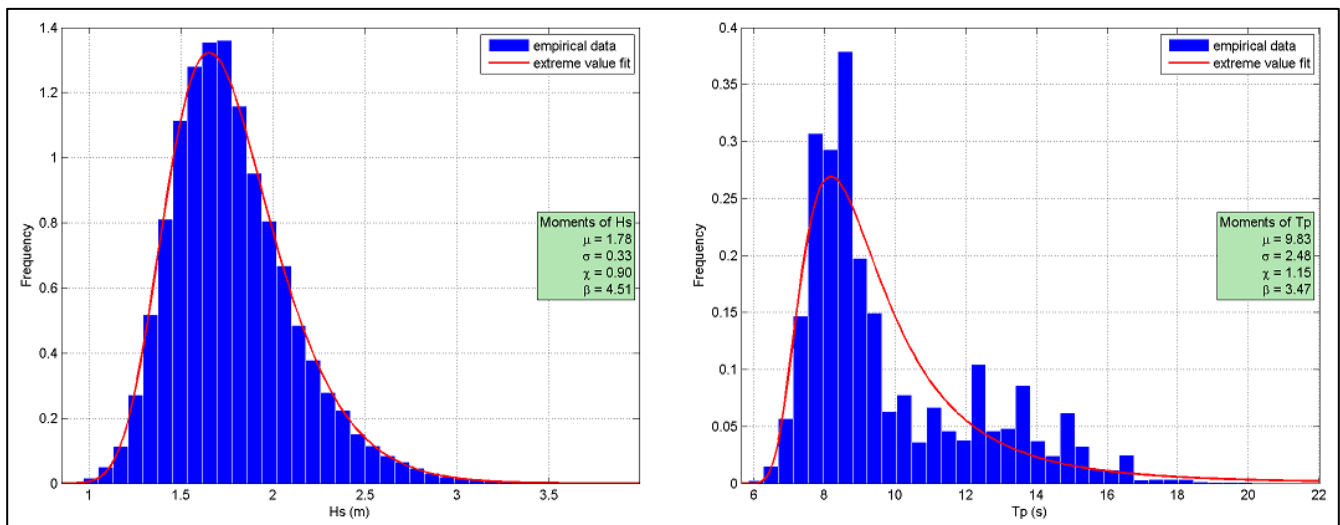 1.4
1.2
1
0.8
0.6
0.4
0.2
0
Frequency
1
1.5
2
2.5
3
3.5
Hs (m)
empirical data
extreme value fit
Moments of Hs
μ = 1.78
σ = 0.33
χ = 0.90
β = 4.51
0.4
0.35
0.3
0.25
0.2
0.15
0.1
0.05
0
Frequency
6
8
10
12
14
16
18
20
22
Tp (s)
empirical data
extreme value fit
Moments of Tp
μ = 9.83
σ = 2.48
χ = 1.15
β = 3.47